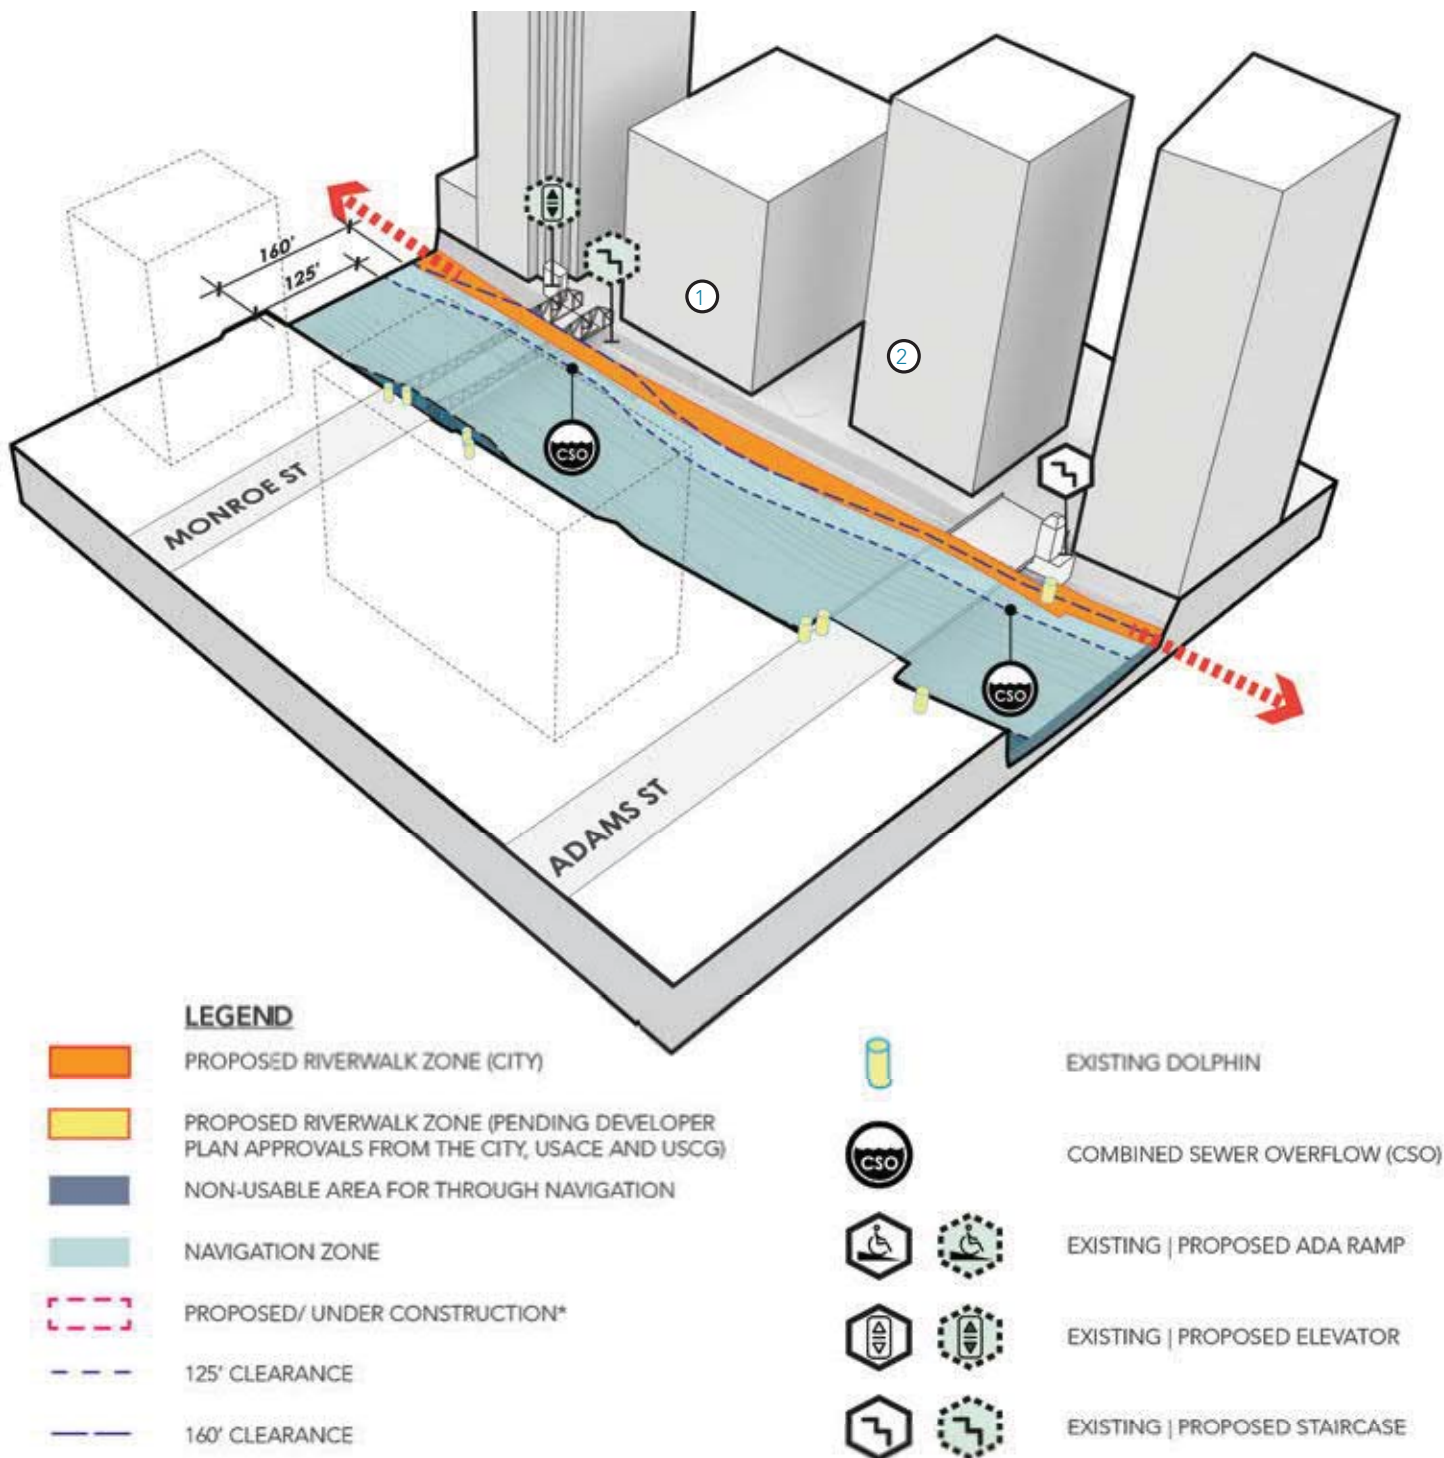 160'
125'
1
2
CSO
MONROE ST
CSO
ADAMS ST
LEGEND
PROPOSED RIVERWALK ZONE (CITY)
PROPOSED RIVERWALK ZONE (PENDING DEVELOPER
PLAN APPROVALS FROM THE CITY, USACE AND USCG)
NON-USABLE AREA FOR THROUGH NAVIGATION
NAVIGATION ZONE
PROPOSED/ UNDER CONSTRUCTION*
125' CLEARANCE
160' CLEARANCE
EXISTING DOLPHIN
CSO
COMBINED SEWER OVERFLOW (CSO)
EXISTING | PROPOSED ADA RAMP
EXISTING | PROPOSED ELEVATOR
EXISTING | PROPOSED STAIRCASE